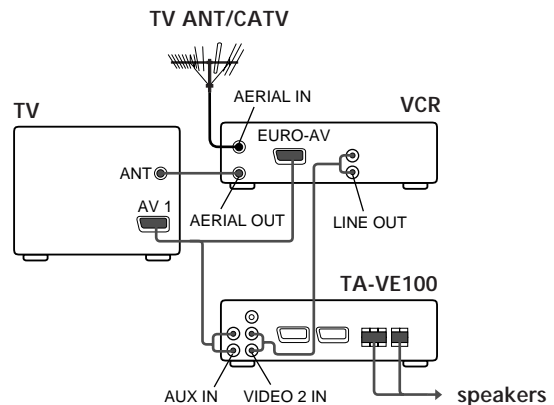 TV ANT/CATV
AERIAL IN
TV
VCR
EURO-AV
ANT
AV 1
AERIAL OUT
LINE OUT
TA-VE100
AUX IN
VIDEO 2 IN
speakers